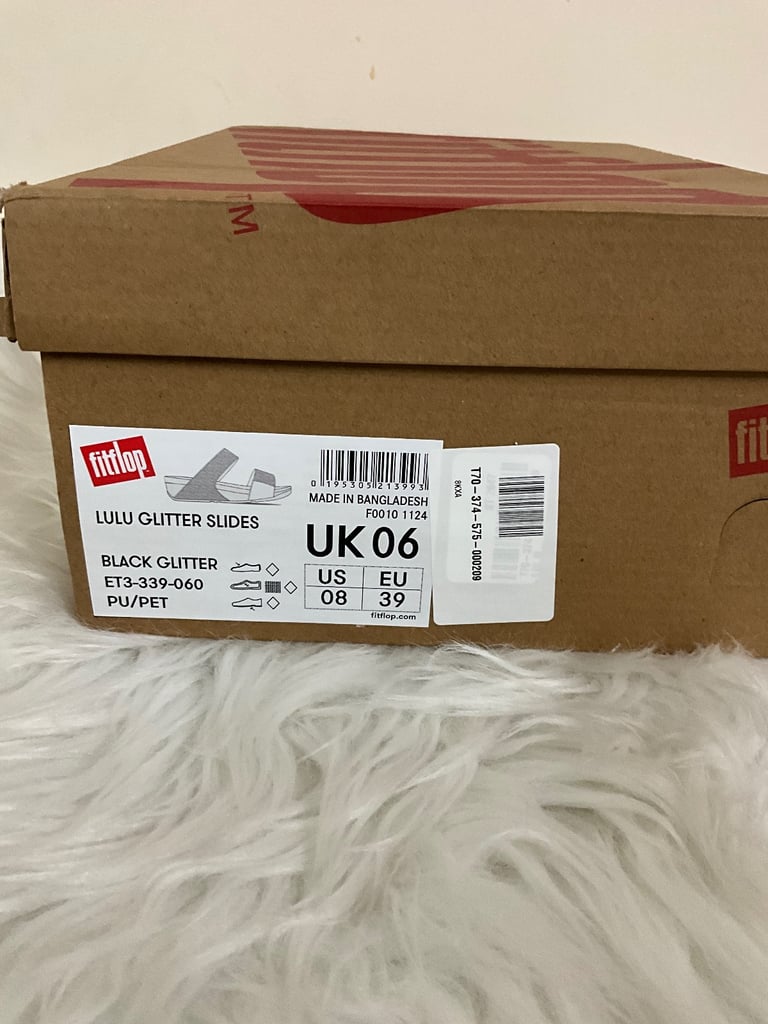 TM
fitflop
LULU GLITTER SLIDES
BLACK GLITTER
ET3-339-060
PU/PET
0 195305 213993
MADE IN BANGLADESH
F0010 1124
UK 06
US EU
08 39
fitflop.com
T70-374-575-000209
8KXA
fit